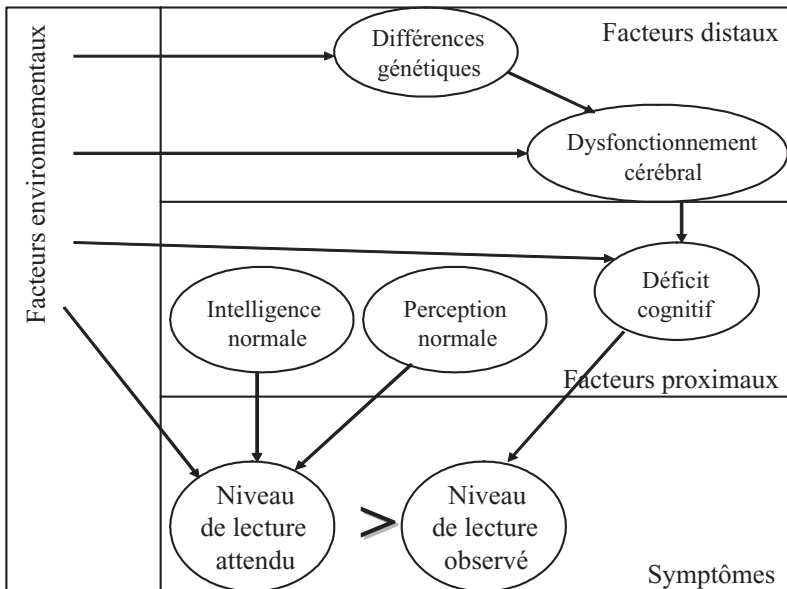 Facteurs environnementaux
Différences
génétiques
Facteurs distaux
Dysfonctionnement
cérébral
Intelligence
normale
Perception
normale
Déficit
cognitif
Facteurs proximaux
Niveau
de lecture
attendu
>
Niveau
de lecture
observé
Symptômes